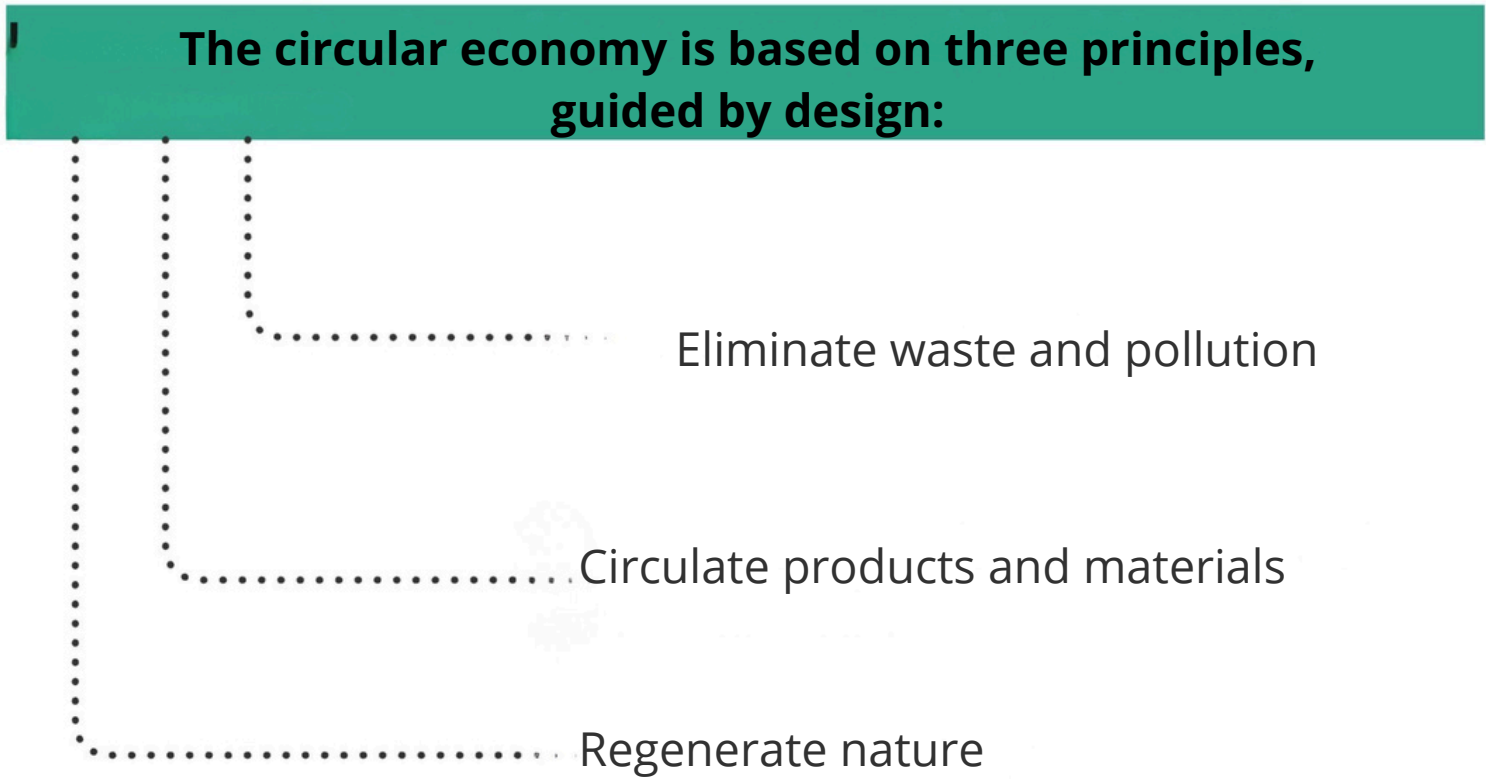 The circular economy is based on three principles,
guided by design:
Eliminate waste and pollution
Circulate products and materials
Regenerate nature